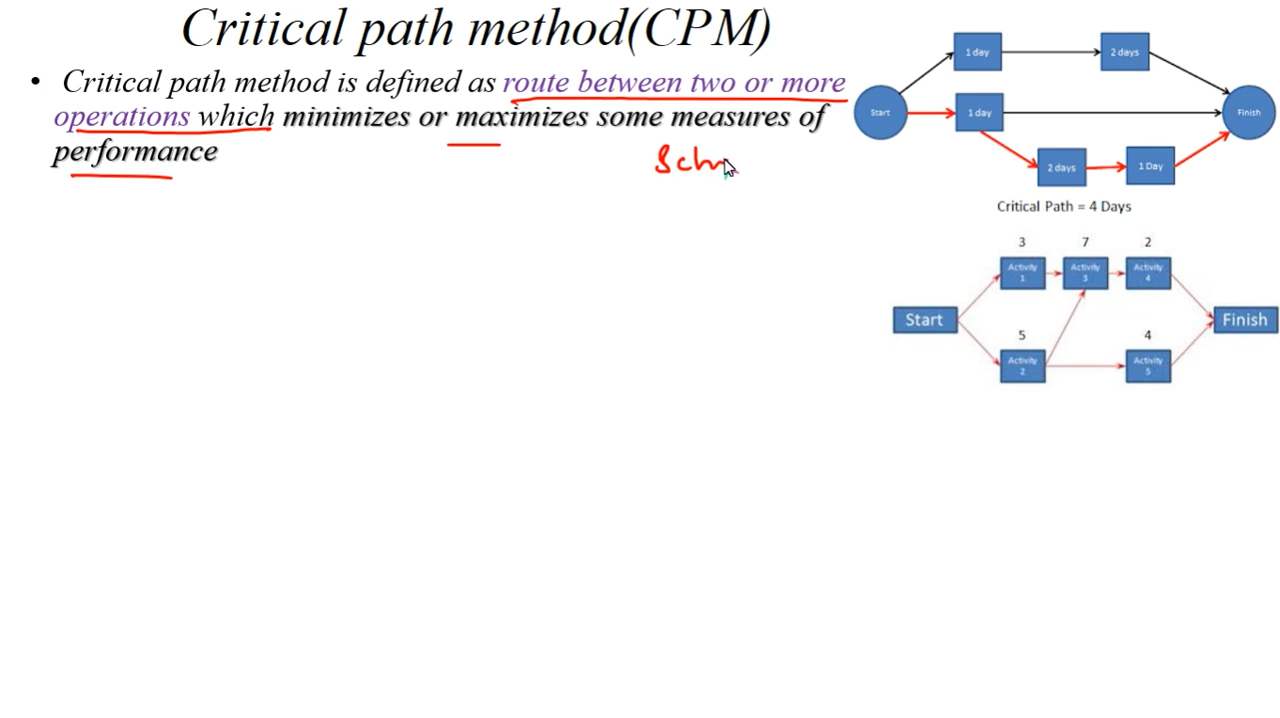 Critical path method(CPM)
• Critical path method is defined as route between two or more
operations which minimizes or maximizes some measures of
performance
1 day
2 days
Start
1 day
Finish
2 days
1 Day
Critical Path = 4 Days
3
7
2
Activity
1
Activity
3
Activity
4
Start
Finish
5
4
Activity
2
Activity
5